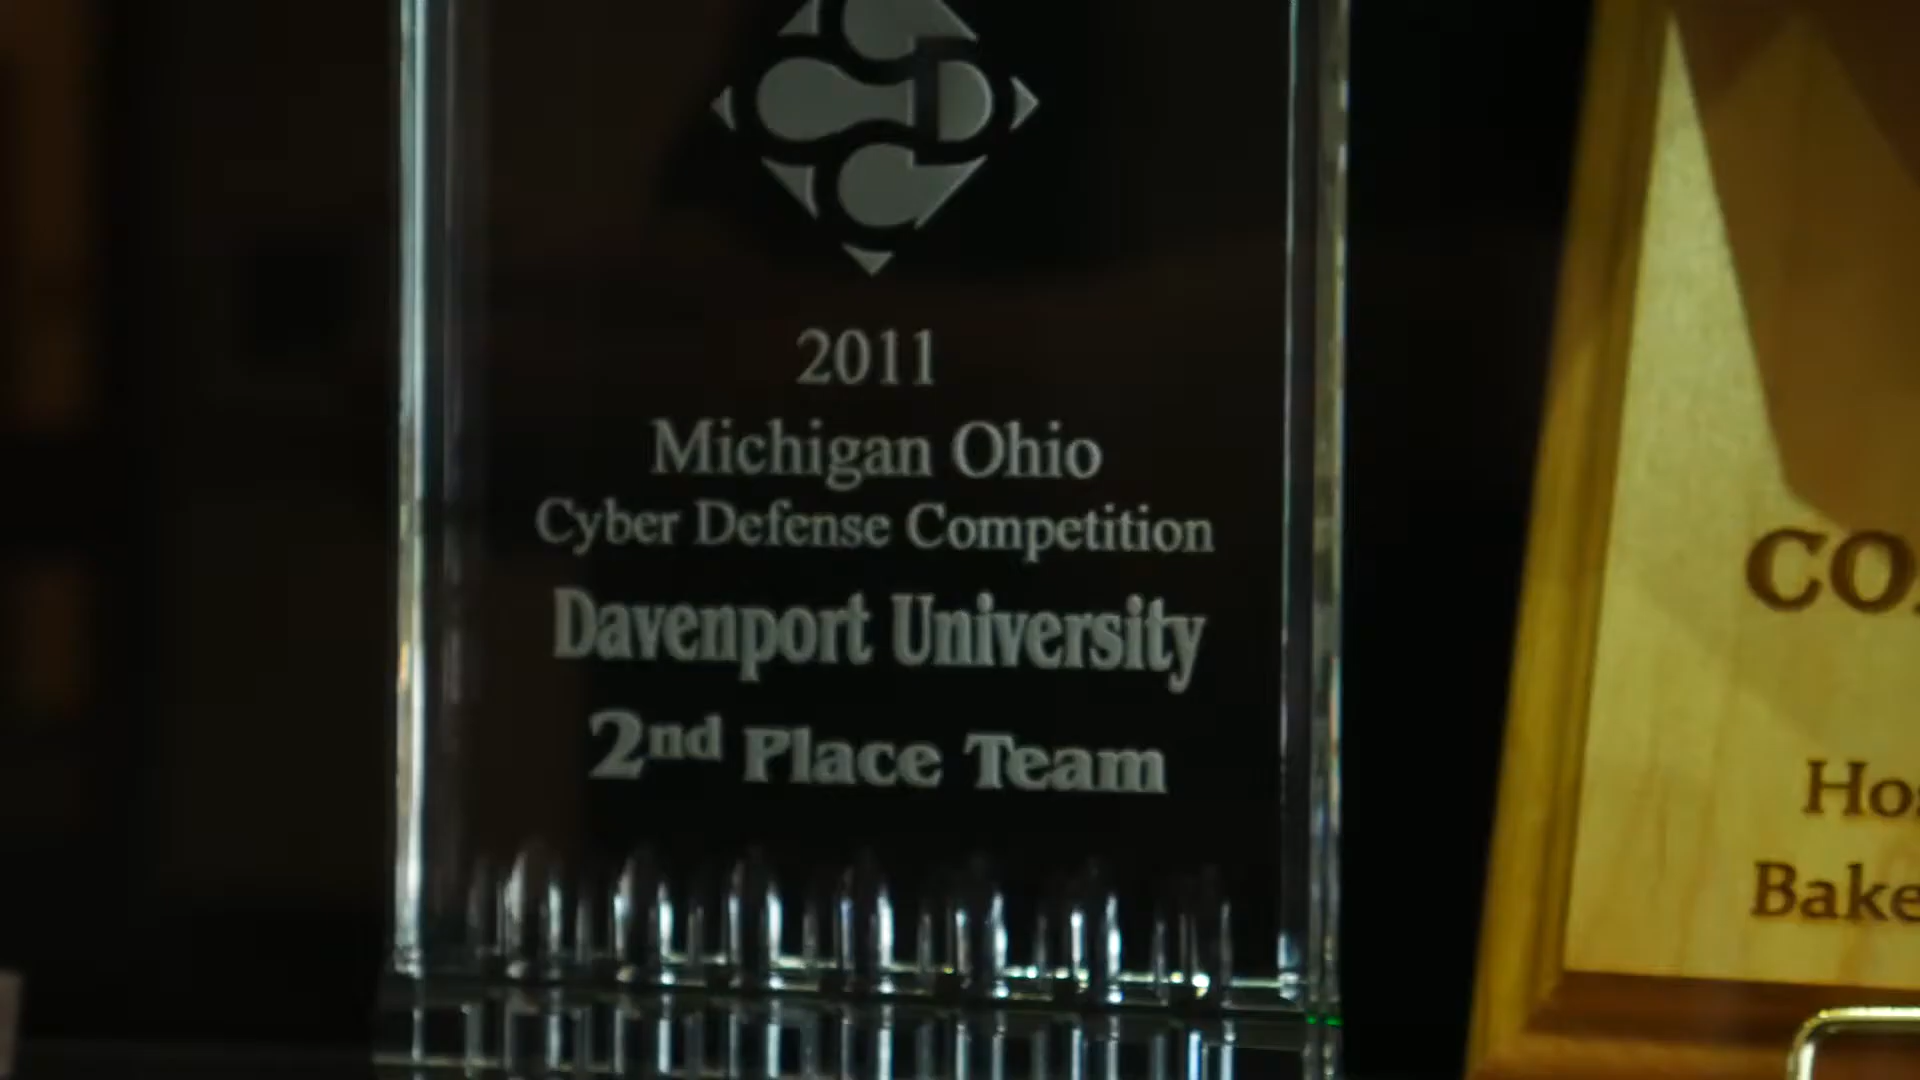 2011
Michigan Ohio
Cyber Defense Competition
Davenport University
2nd Place Team